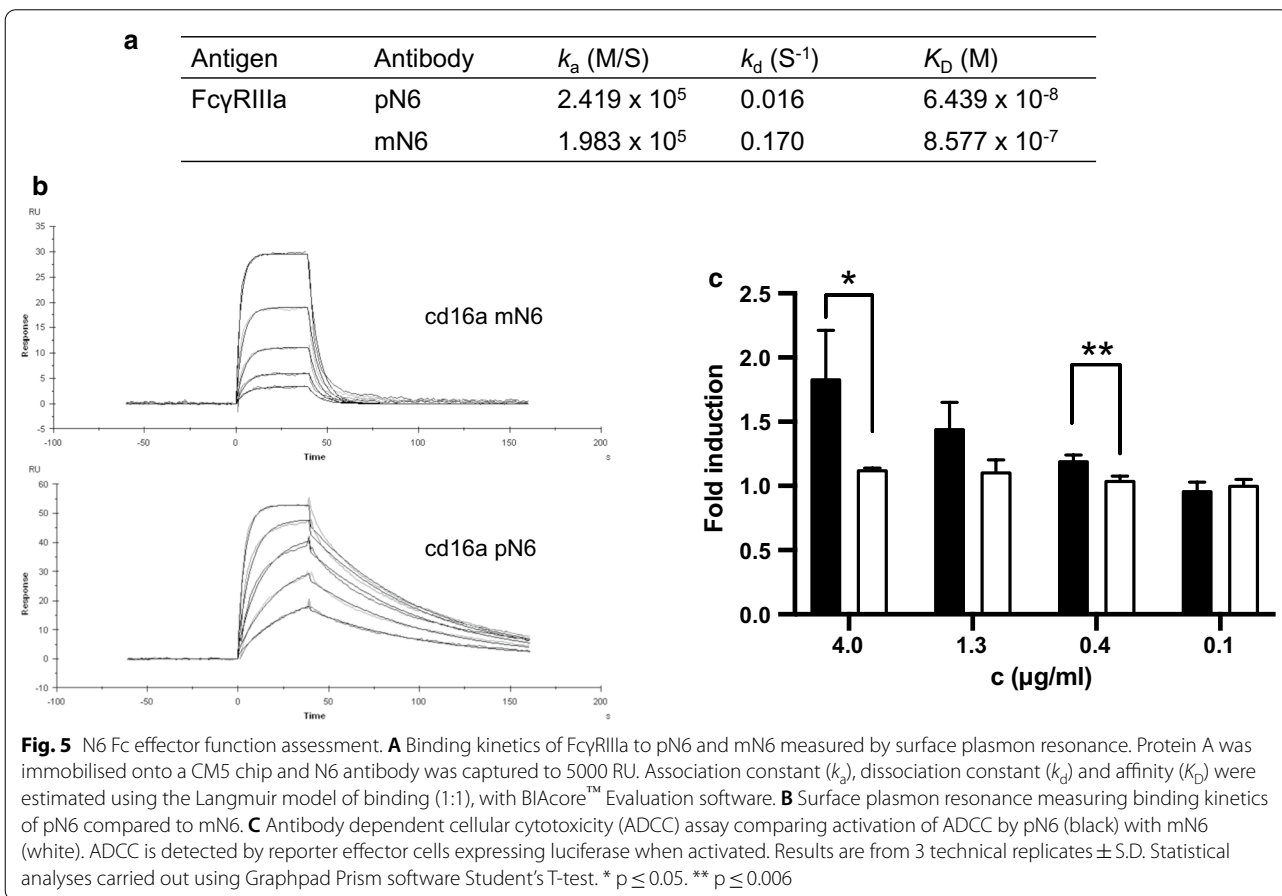 a
Antigen Antibody kₐ (M/S) k_d (S⁻¹) K_D (M)
FcγRIIIa pN6 2.419 x 10⁵ 0.016 6.439 x 10⁻⁸
mN6 1.983 x 10⁵ 0.170 8.577 x 10⁻⁷
b
RU
35
30
25
20
15
10
5
0
-5
-100 -50 0 50 100 150 200
Response
Time
s
cd16a mN6
RU
60
50
40
30
20
10
0
-10
-100 -50 0 50 100 150 200
Response
Time
s
cd16a pN6
c
2.5
2.0
1.5
1.0
0.5
0.0
Fold induction
*
**
4.0 1.3 0.4 0.1
c (µg/ml)
Fig. 5 N6 Fc effector function assessment. A Binding kinetics of FcγRIIIa to pN6 and mN6 measured by surface plasmon resonance. Protein A was
immobilised onto a CM5 chip and N6 antibody was captured to 5000 RU. Association constant (kₐ), dissociation constant (k_d) and affinity (K_D) were
estimated using the Langmuir model of binding (1:1), with BIAcore™ Evaluation software. B Surface plasmon resonance measuring binding kinetics
of pN6 compared to mN6. C Antibody dependent cellular cytotoxicity (ADCC) assay comparing activation of ADCC by pN6 (black) with mN6
(white). ADCC is detected by reporter effector cells expressing luciferase when activated. Results are from 3 technical replicates ± S.D. Statistical
analyses carried out using Graphpad Prism software Student's T-test. * p ≤ 0.05. ** p ≤ 0.006